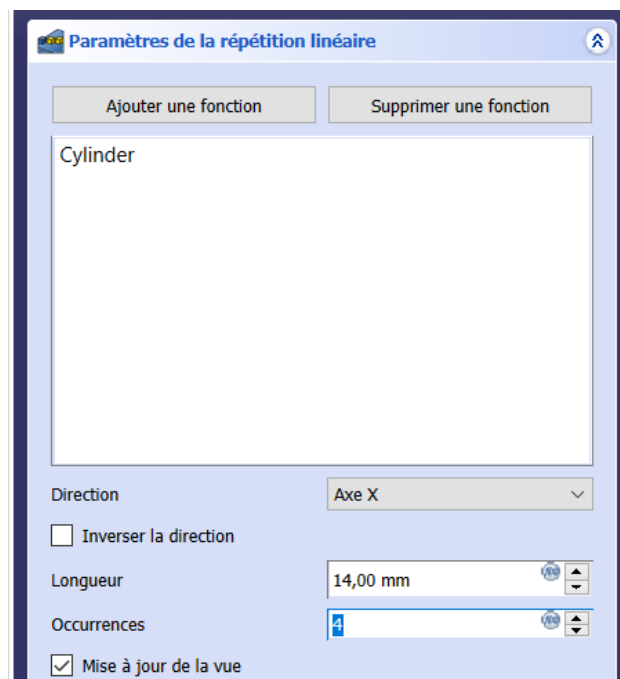 Paramètres de la répétition linéaire
Ajouter une fonction Supprimer une fonction
Cylinder
Direction Axe X
Inverser la direction
Longueur 14,00 mm
Occurrences 4
Mise à jour de la vue